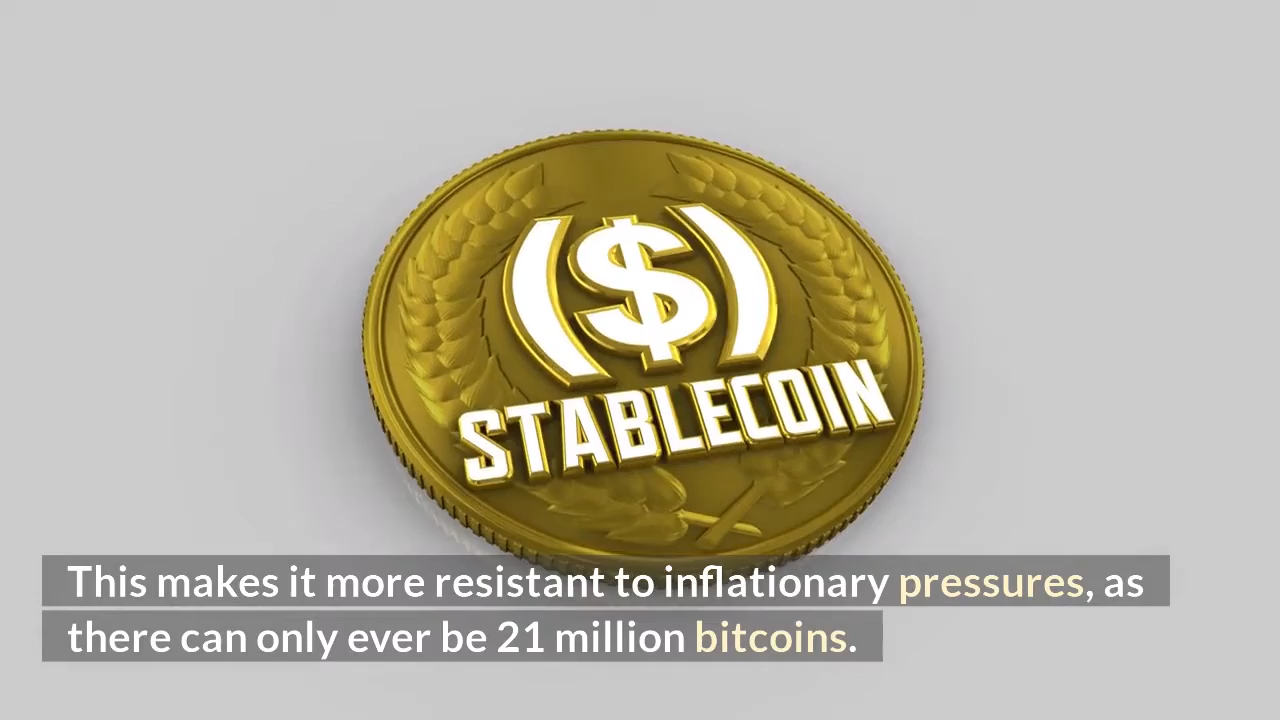 ($)
STABLECOIN
This makes it more resistant to inflationary pressures, as
there can only ever be 21 million bitcoins.